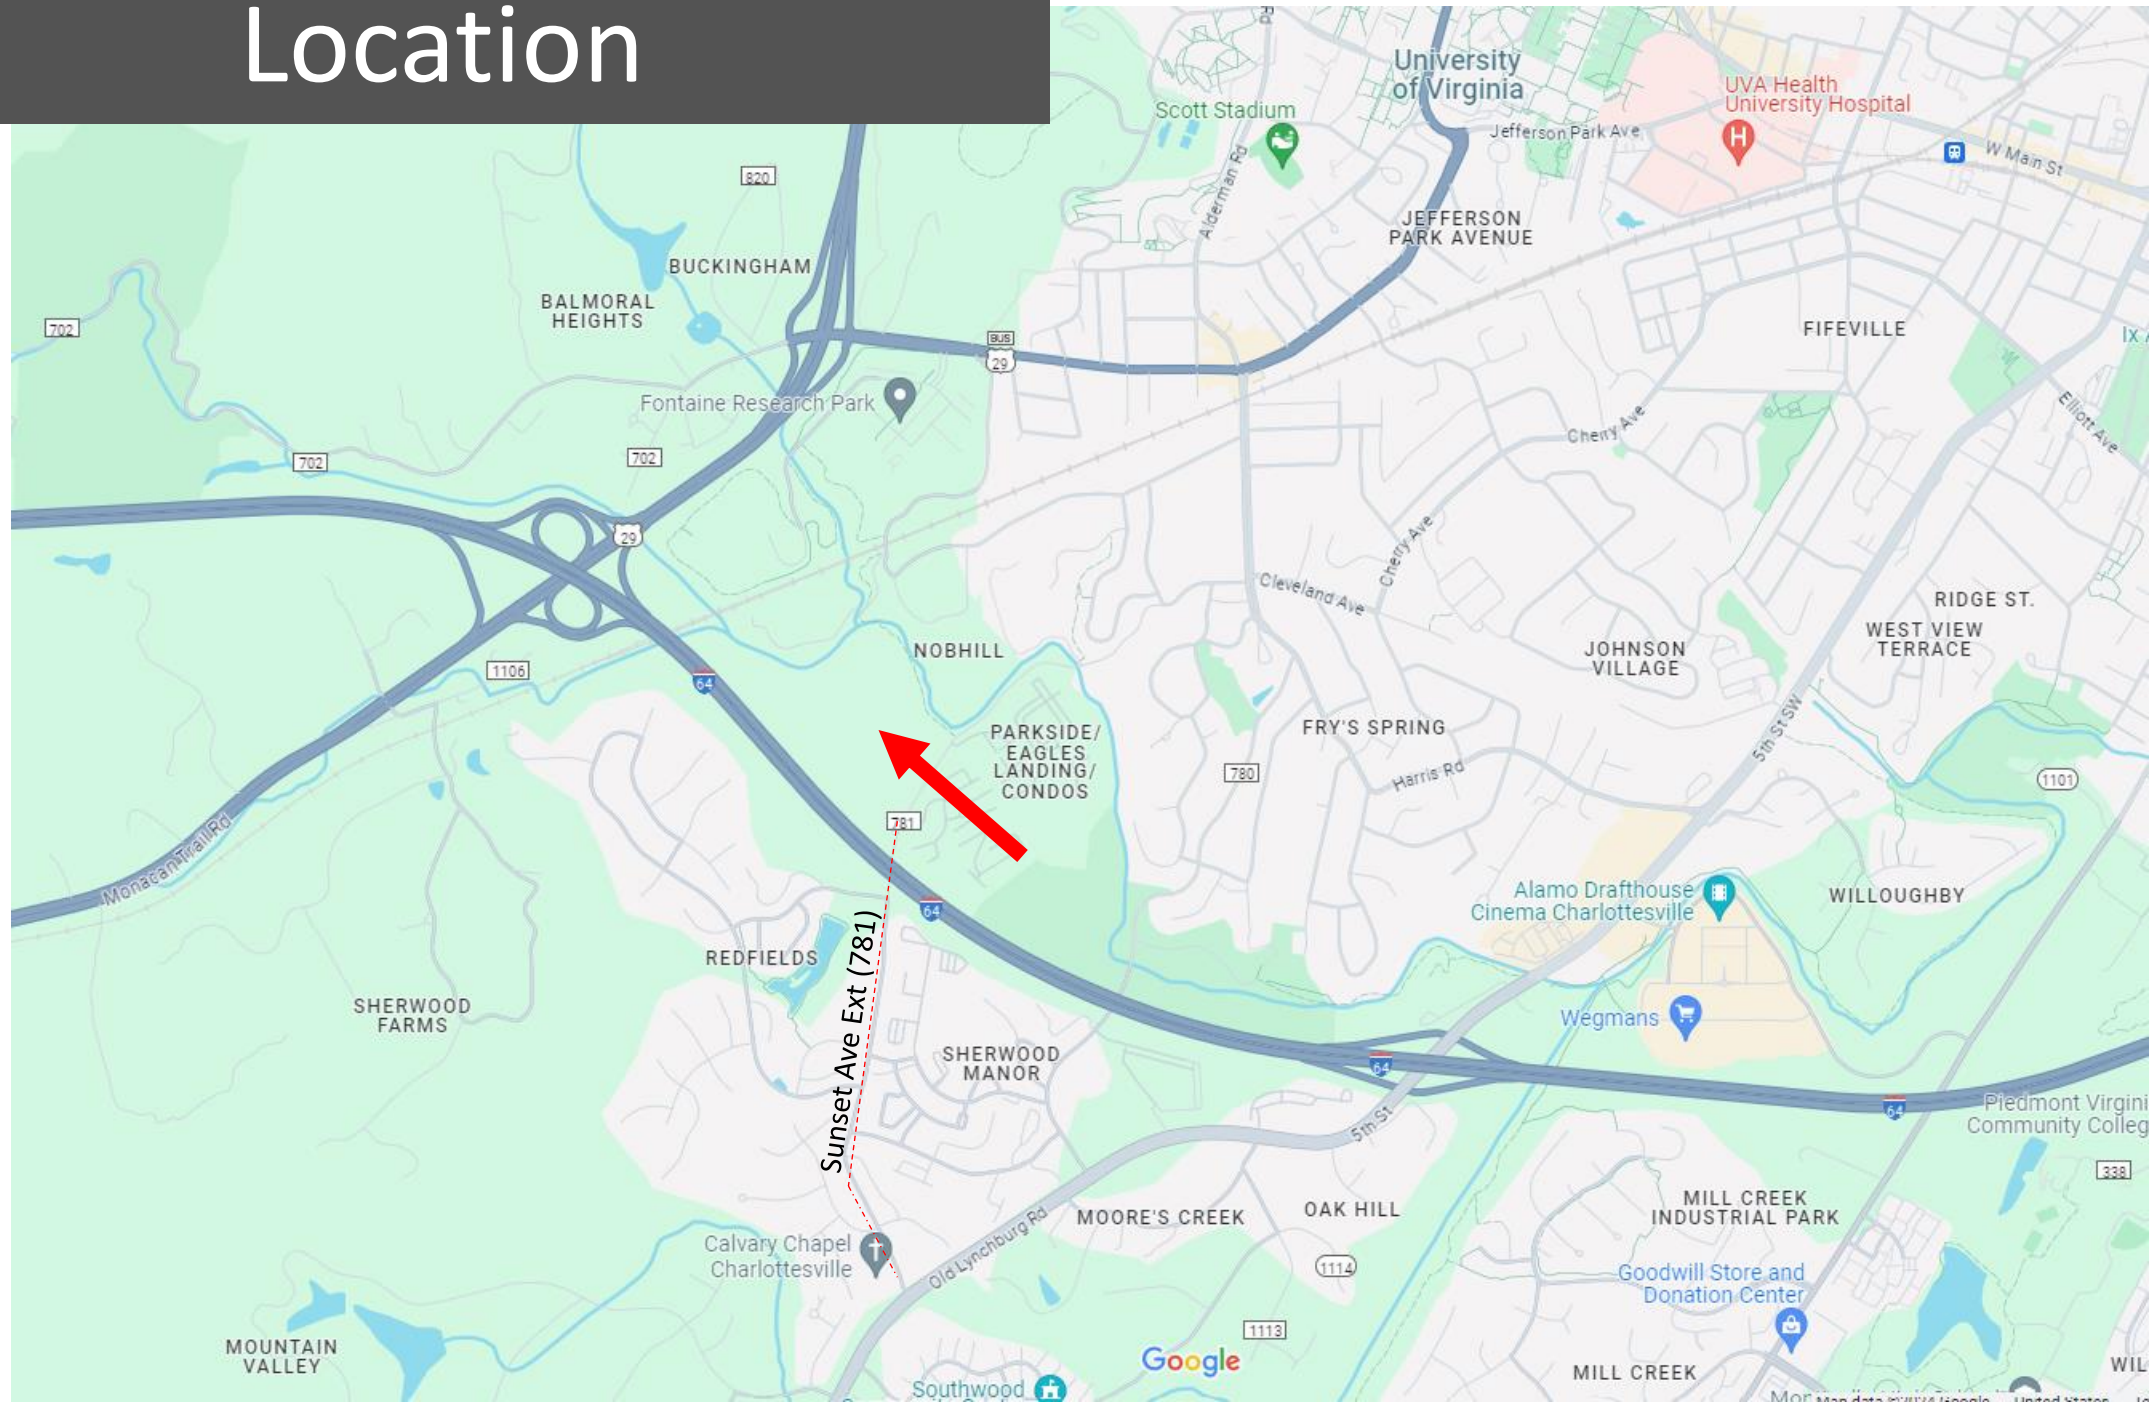 Location
University
of Virginia
UVA Health
University Hospital
Scott Stadium
Jefferson Park Ave
W Main St
Alderman Rd
820
JEFFERSON
PARK AVENUE
BUCKINGHAM
BALMORAL
HEIGHTS
702
FIFEVILLE
BUS
29
Fontaine Research Park
Cherry Ave
Elliott Ave
702
702
29
Cherry Ave
Cleveland Ave
RIDGE ST.
WEST VIEW
TERRACE
NOBHILL
JOHNSON
VILLAGE
1106
64
5th St SW
FRY'S SPRING
PARKSIDE/
EAGLES
LANDING/
CONDOS
780
Harris Rd
1101
781
Monacan Trail Rd
Alamo Drafthouse
Cinema Charlottesville
WILLOUGHBY
64
REDFIELDS
Sunset Ave Ext (781)
SHERWOOD
FARMS
Wegmans
SHERWOOD
MANOR
64
64
Piedmont Virgini
Community Colleg
5th St
338
MOORE'S CREEK
OAK HILL
MILL CREEK
INDUSTRIAL PARK
Calvary Chapel
Charlottesville
Old Lynchburg Rd
1114
Goodwill Store and
Donation Center
1113
MOUNTAIN
VALLEY
Google
MILL CREEK
WIL
Southwood